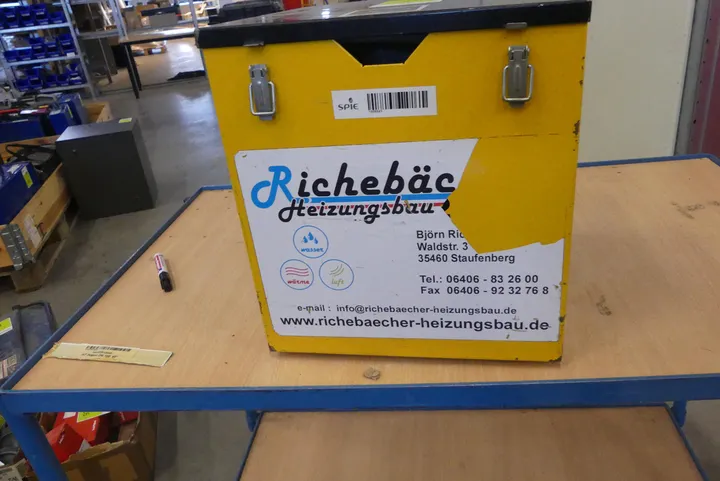 SPIE
Richebäc
Heizungsbau
wasser
wärme
luft
Björn Ric
Waldstr. 3
35460 Staufenberg
Tel.: 06406 - 83 26 00
Fax 06406 - 92 32 76 8
e-mail : info@richebaecher-heizungsbau.de
www.richebaecher-heizungsbau.de